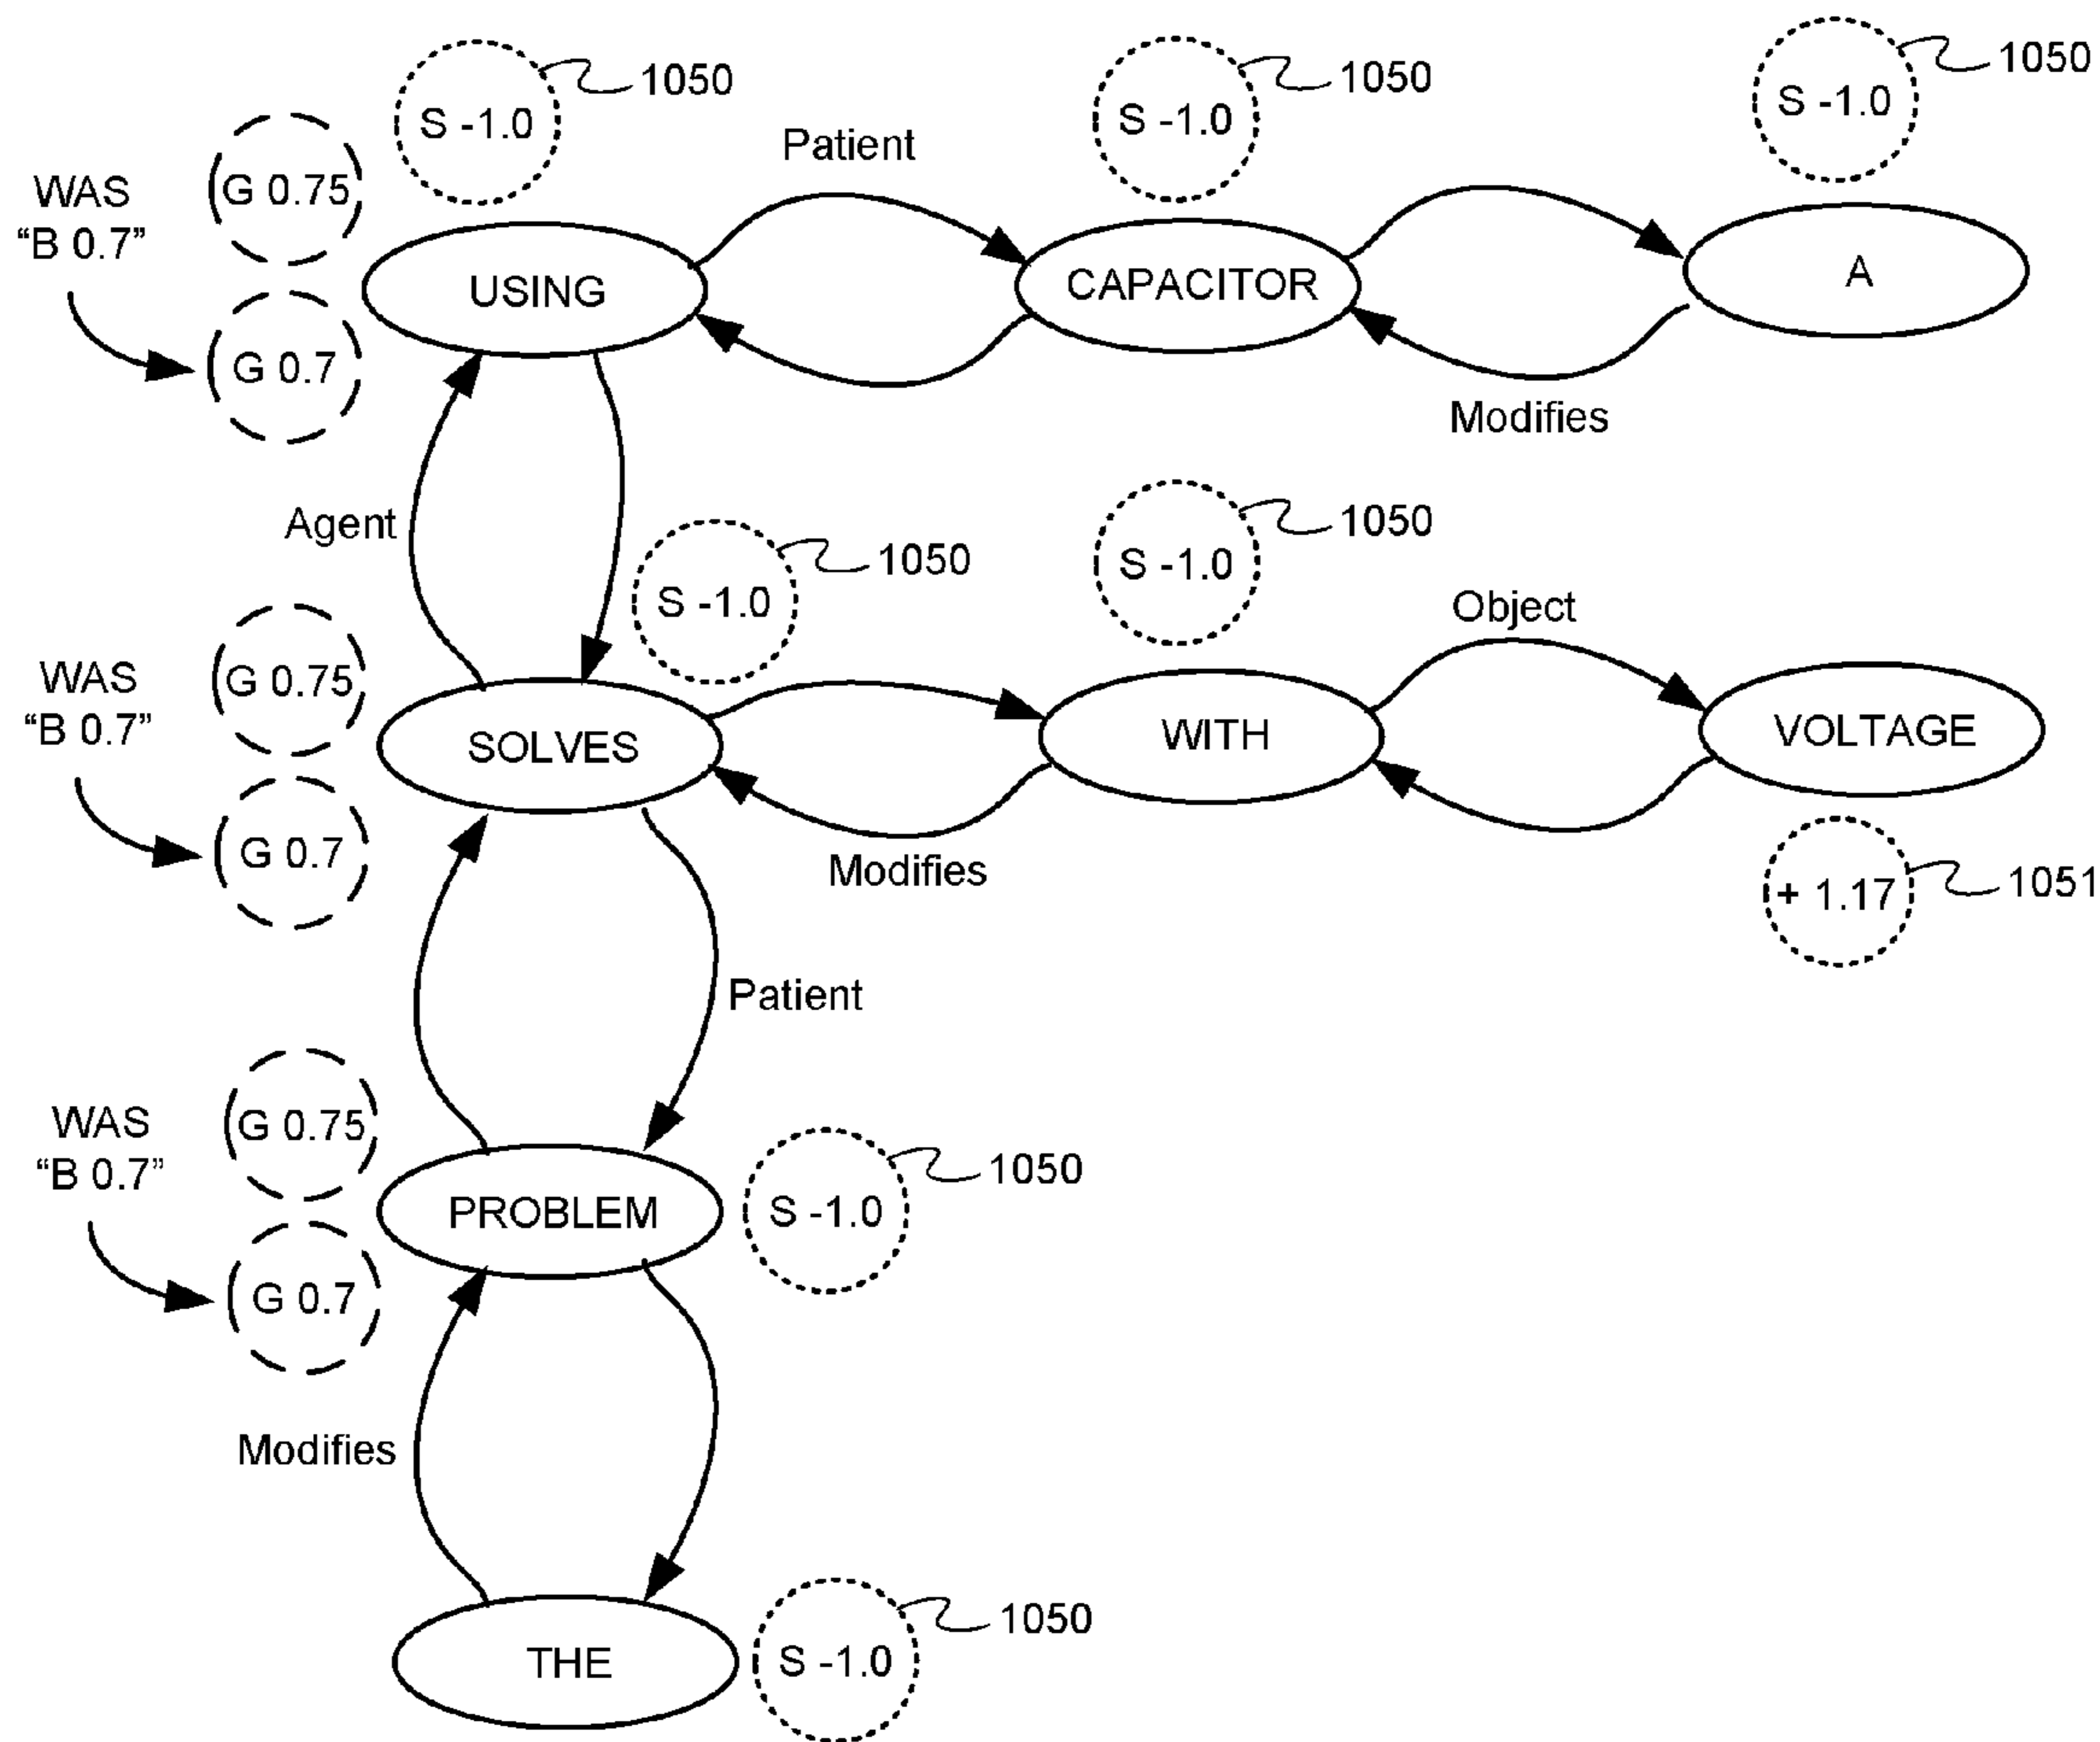 1050
1050
1050
S -1.0
S -1.0
S -1.0
Patient
WAS
“B 0.7”
G 0.75
G 0.7
USING
CAPACITOR
A
Modifies
Agent
1050
1050
S -1.0
S -1.0
Object
WAS
“B 0.7”
G 0.75
G 0.7
SOLVES
WITH
VOLTAGE
Modifies
+ 1.17
1051
Patient
WAS
“B 0.7”
G 0.75
G 0.7
PROBLEM
S -1.0
1050
Modifies
THE
S -1.0
1050